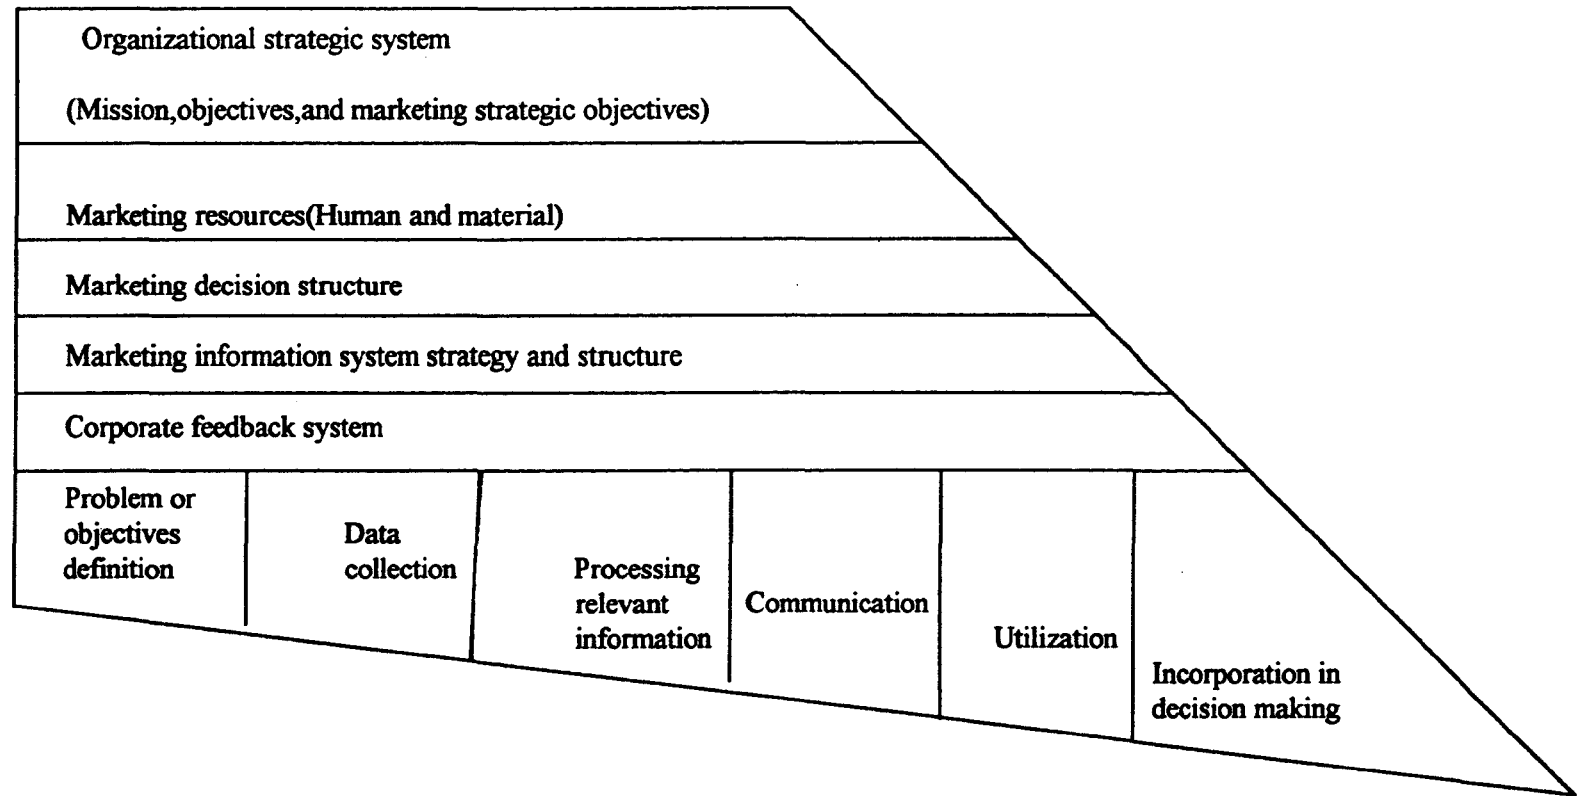 Organizational strategic system
(Mission,objectives,and marketing strategic objectives)
Marketing resources(Human and material)
Marketing decision structure
Marketing information system strategy and structure
Corporate feedback system
Problem or
objectives
definition
Data
collection
Processing
relevant
information
Communication
Utilization
Incorporation in
decision making